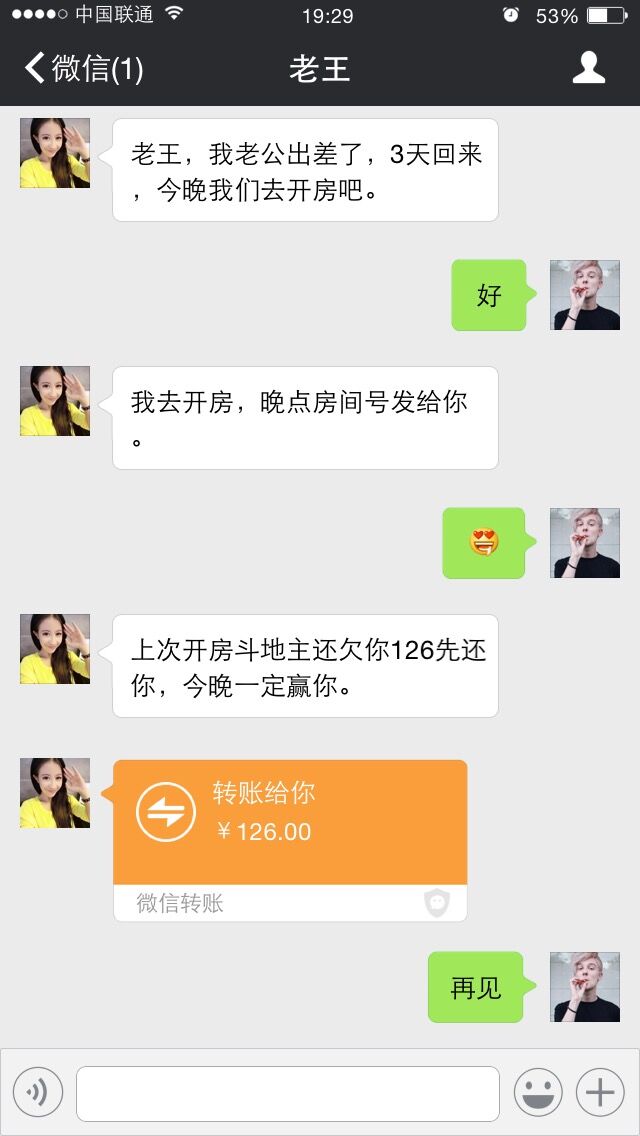 中国联通
19:29
53%
微信(1)
老王
老王，我老公出差了，3天回来
，今晚我们去开房吧。
好
我去开房，晚点房间号发给你
。
上次开房斗地主还欠你126先还
你，今晚一定赢你。
转账给你
￥126.00
微信转账
再见